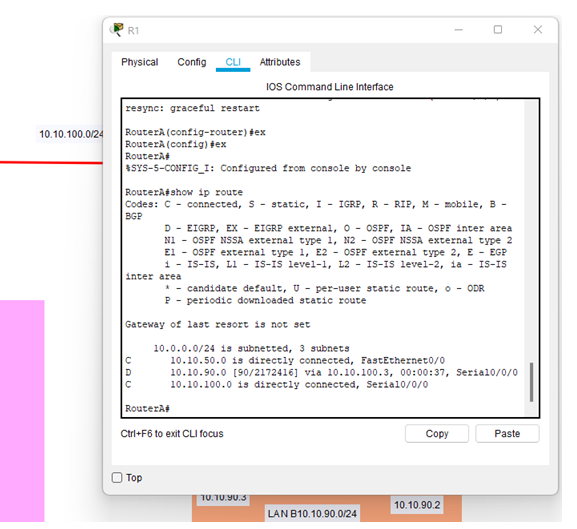 R1
Physical Config CLI Attributes
IOS Command Line Interface
resync: graceful restart
RouterA(config-router)#ex
RouterA(config)#ex
RouterA#
%SYS-5-CONFIG_I: Configured from console by console
RouterA#show ip route
Codes: C - connected, S - static, I - IGRP, R - RIP, M - mobile, B -
BGP
D - EIGRP, EX - EIGRP external, O - OSPF, IA - OSPF inter area
N1 - OSPF NSSA external type 1, N2 - OSPF NSSA external type 2
E1 - OSPF external type 1, E2 - OSPF external type 2, E - EGP
i - IS-IS, L1 - IS-IS level-1, L2 - IS-IS level-2, ia - IS-IS
inter area
* - candidate default, U - per-user static route, o - ODR
P - periodic downloaded static route
Gateway of last resort is not set
10.0.0.0/24 is subnetted, 3 subnets
C 10.10.50.0 is directly connected, FastEthernet0/0
D 10.10.90.0 [90/2172416] via 10.10.100.3, 00:00:37, Serial0/0/0
C 10.10.100.0 is directly connected, Serial0/0/0
RouterA#
Ctrl+F6 to exit CLI focus
Copy Paste
Top
10.10.100.0/24
10.10.90.3
LAN B10.10.90.0/24
10.10.90.2